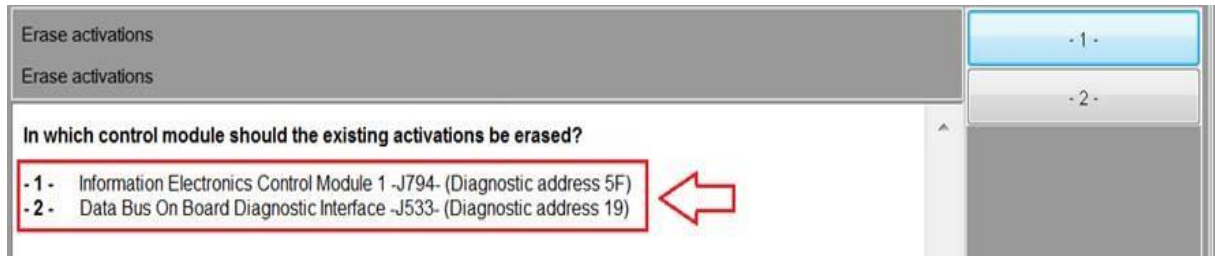 Erase activations
- 1 -
Erase activations
- 2 -
In which control module should the existing activations be erased?
- 1 - Information Electronics Control Module 1 -J794- (Diagnostic address 5F)
- 2 - Data Bus On Board Diagnostic Interface -J533- (Diagnostic address 19)